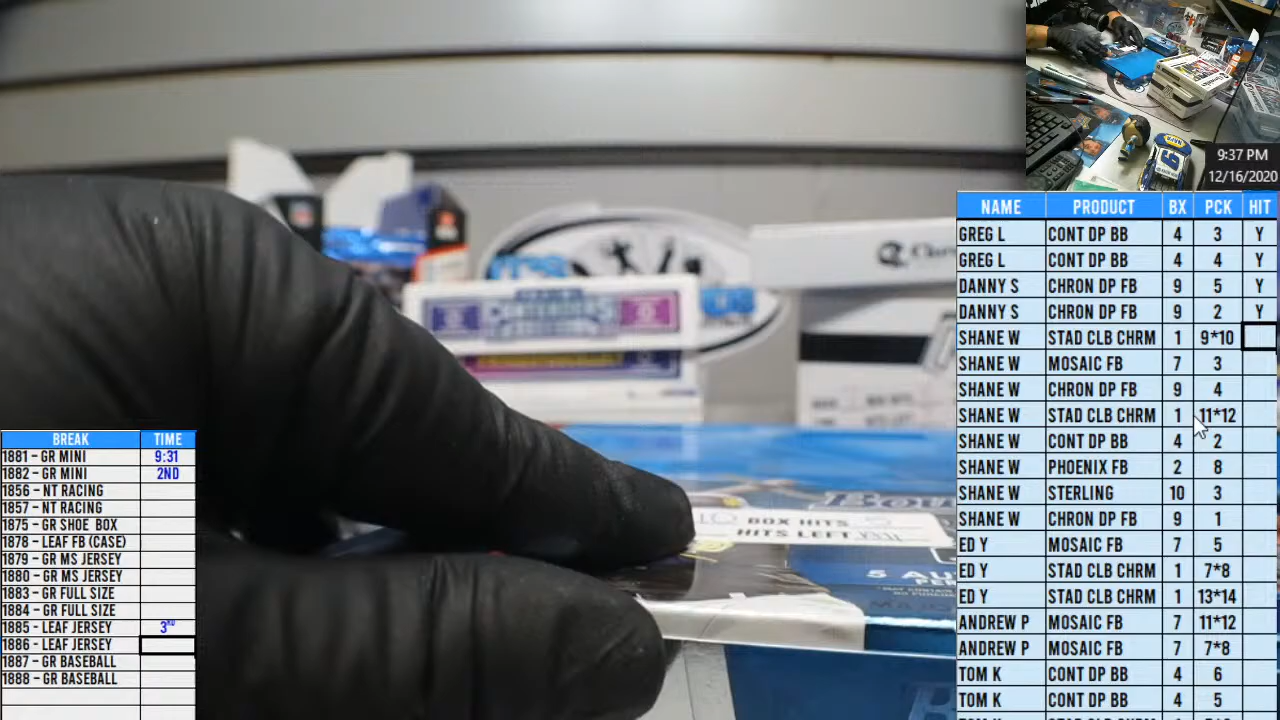 9:37 PM
12/16/2020
NAME PRODUCT BX PCK HIT
GREG L CONT DP BB 4 3 Y
GREG L CONT DP BB 4 4 Y
DANNY S CHRON DP FB 9 5 Y
DANNY S CHRON DP FB 9 2 Y
SHANE W STAD CLB CHRM 1 9*10
SHANE W MOSAIC FB 7 3
SHANE W CHRON DP FB 9 4
SHANE W STAD CLB CHRM 1 11*12
SHANE W CONT DP BB 4 2
SHANE W PHOENIX FB 2 8
SHANE W STERLING 10 3
SHANE W CHRON DP FB 9 1
ED Y MOSAIC FB 7 5
ED Y STAD CLB CHRM 1 7*8
ED Y STAD CLB CHRM 1 13*14
ANDREW P MOSAIC FB 7 11*12
ANDREW P MOSAIC FB 7 7*8
TOM K CONT DP BB 4 6
TOM K CONT DP BB 4 5
BREAK TIME
1881 – GR MINI 9:31
1882 – GR MINI 2ND
1856 – NT RACING
1857 – NT RACING
1875 – GR SHOE BOX
1878 – LEAF FB (CASE)
1879 – GR MS JERSEY
1880 – GR MS JERSEY
1883 – GR FULL SIZE
1884 – GR FULL SIZE
1885 – LEAF JERSEY 3RD
1886 – LEAF JERSEY
1887 – GR BASEBALL
1888 – GR BASEBALL
CONTENDERS
10 BOX HITS 5
HITS LEFT
5 AU